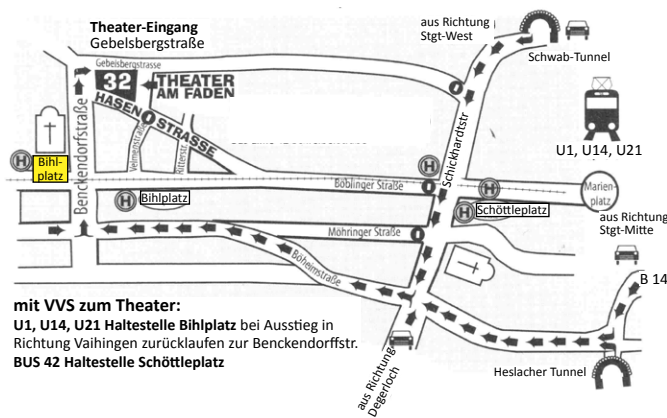 Theater-Eingang
Gebelsbergstraße
Gebelsbergstrasse
32
THEATER
AM FADEN
HASENSTRASSE
Velmenstraße
Ritterstr.
Benckendorfstraße
H
Bihl-
platz
H
Bihlplatz
aus Richtung
Stgt-West
Schwab-Tunnel
U1, U14, U21
Schickhardtstr
H
Böblinger Straße
H
Marien-
platz
H
Schöttleplatz
Möhringer Straße
aus Richtung
Stgt-Mitte
B 14
Böheimstraße
Heslacher Tunnel
aus Richtung
Degerloch
mit VVS zum Theater:
U1, U14, U21 Haltestelle Bihlplatz bei Ausstieg in
Richtung Vaihingen zurücklaufen zur Benckendorffstr.
BUS 42 Haltestelle Schöttleplatz